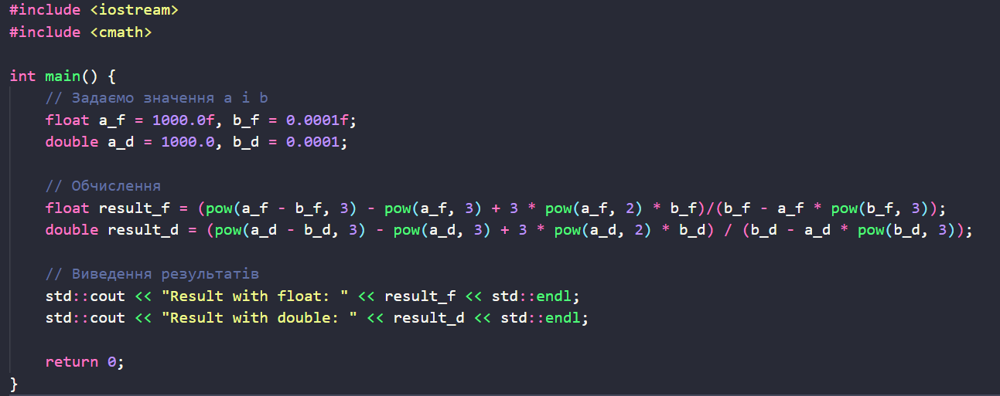 #include <iostream>
#include <cmath>

int main() {
    // Задаємо значення a і b
    float a_f = 1000.0f, b_f = 0.0001f;
    double a_d = 1000.0, b_d = 0.0001;

    // Обчислення
    float result_f = (pow(a_f - b_f, 3) - pow(a_f, 3) + 3 * pow(a_f, 2) * b_f)/(b_f - a_f * pow(b_f, 3));
    double result_d = (pow(a_d - b_d, 3) - pow(a_d, 3) + 3 * pow(a_d, 2) * b_d) / (b_d - a_d * pow(b_d, 3));

    // Виведення результатів
    std::cout << "Result with float: " << result_f << std::endl;
    std::cout << "Result with double: " << result_d << std::endl;

    return 0;
}